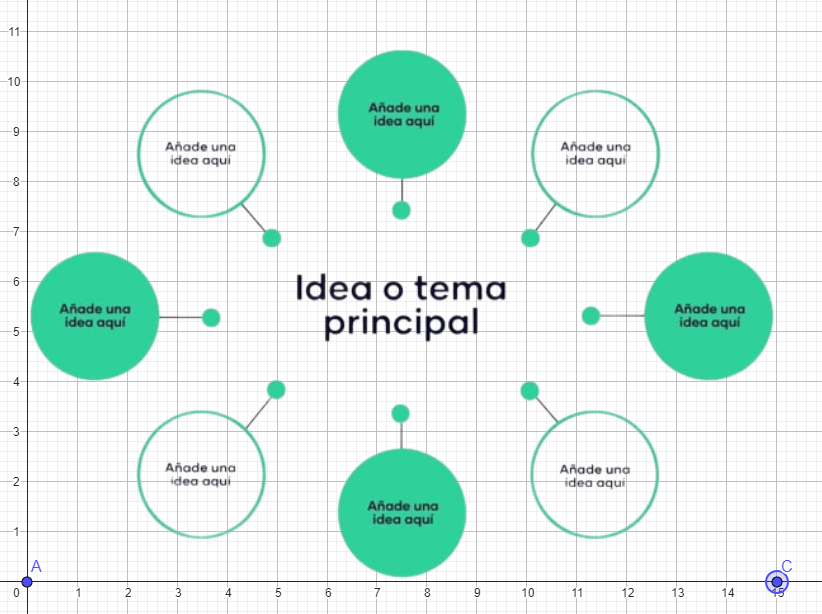 11
10
9
8
7
6
5
4
3
2
1
Añade una
idea aquí
Añade una
idea aquí
Añade una
idea aquí
Añade una
idea aquí
Idea o tema
principal
Añade una
idea aquí
Añade una
idea aquí
Añade una
idea aquí
Añade una
idea aquí
A
C
0 1 2 3 4 5 6 7 8 9 10 11 12 13 14 15